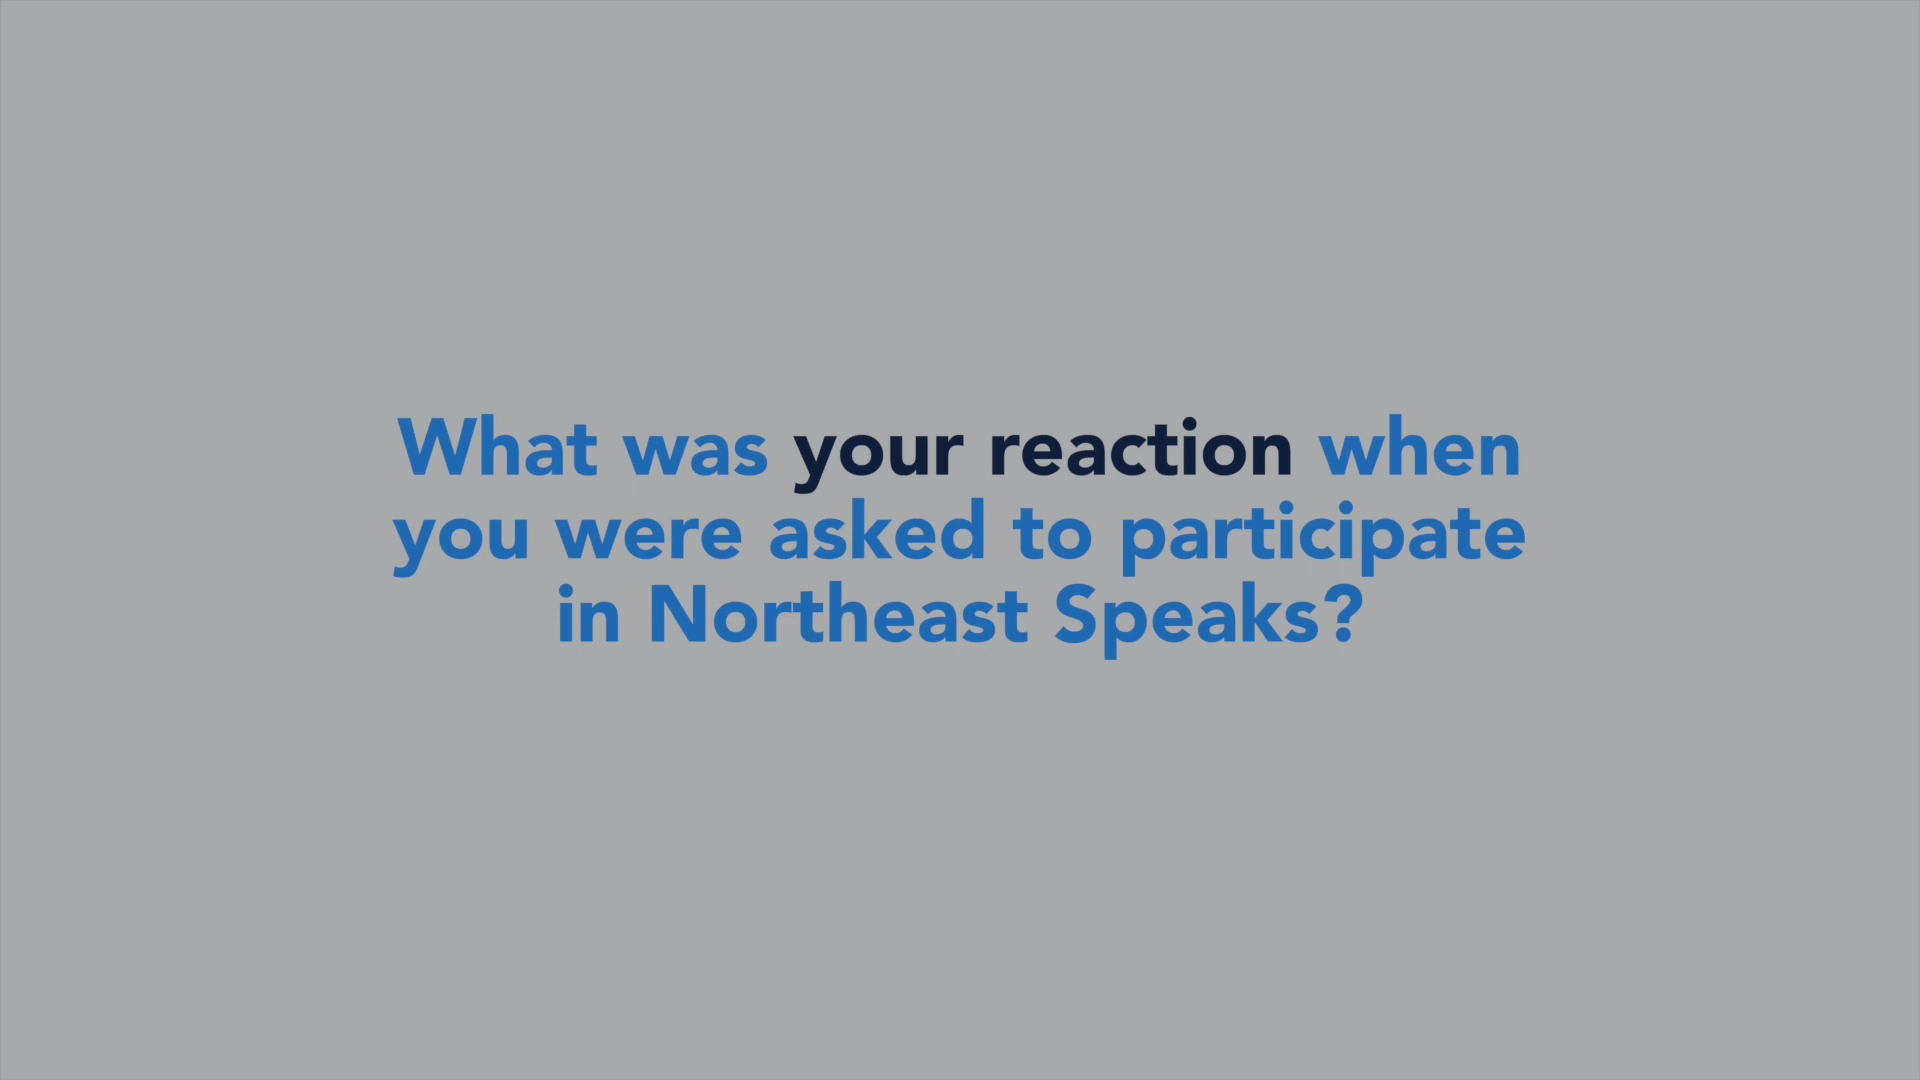 What was your reaction when
you were asked to participate
in Northeast Speaks?